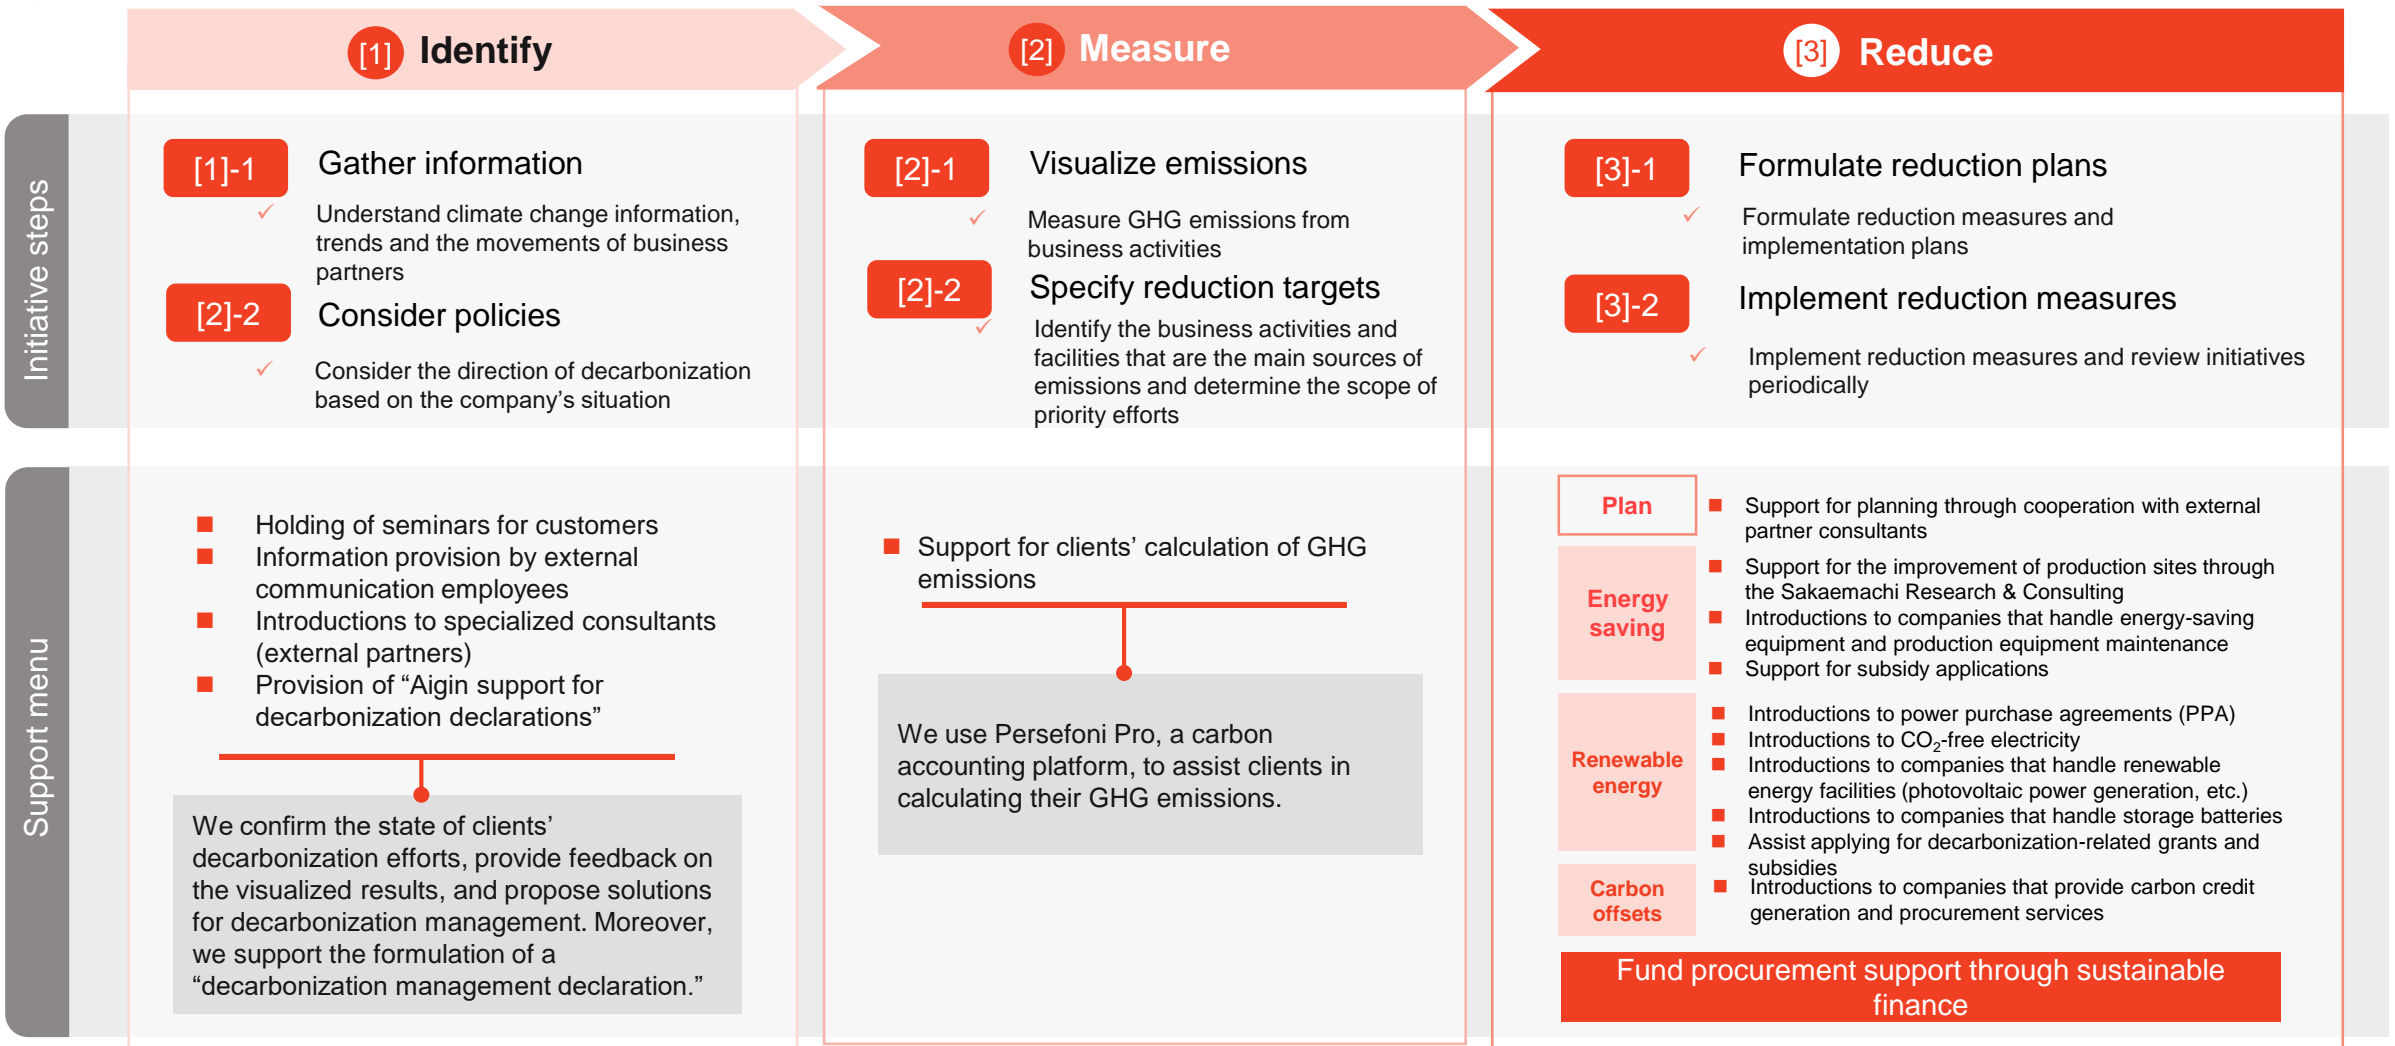 [1] Identify
[2] Measure
[3] Reduce
Initiative steps
[1]-1 Gather information
Understand climate change information,
trends and the movements of business
partners
[2]-2 Consider policies
Consider the direction of decarbonization
based on the company’s situation
[2]-1 Visualize emissions
Measure GHG emissions from
business activities
[2]-2 Specify reduction targets
Identify the business activities and
facilities that are the main sources of
emissions and determine the scope of
priority efforts
[3]-1 Formulate reduction plans
Formulate reduction measures and
implementation plans
[3]-2 Implement reduction measures
Implement reduction measures and review initiatives
periodically
Support menu
Holding of seminars for customers
Information provision by external
communication employees
Introductions to specialized consultants
(external partners)
Provision of “Aigin support for
decarbonization declarations”
We confirm the state of clients’
decarbonization efforts, provide feedback on
the visualized results, and propose solutions
for decarbonization management. Moreover,
we support the formulation of a
“decarbonization management declaration.”
Support for clients’ calculation of GHG
emissions
We use Persefoni Pro, a carbon
accounting platform, to assist clients in
calculating their GHG emissions.
Plan
Support for planning through cooperation with external
partner consultants
Energy
saving
Support for the improvement of production sites through
the Sakaemachi Research & Consulting
Introductions to companies that handle energy-saving
equipment and production equipment maintenance
Support for subsidy applications
Renewable
energy
Introductions to power purchase agreements (PPA)
Introductions to CO₂-free electricity
Introductions to companies that handle renewable
energy facilities (photovoltaic power generation, etc.)
Introductions to companies that handle storage batteries
Assist applying for decarbonization-related grants and
subsidies
Carbon
offsets
Introductions to companies that provide carbon credit
generation and procurement services
Fund procurement support through sustainable
finance